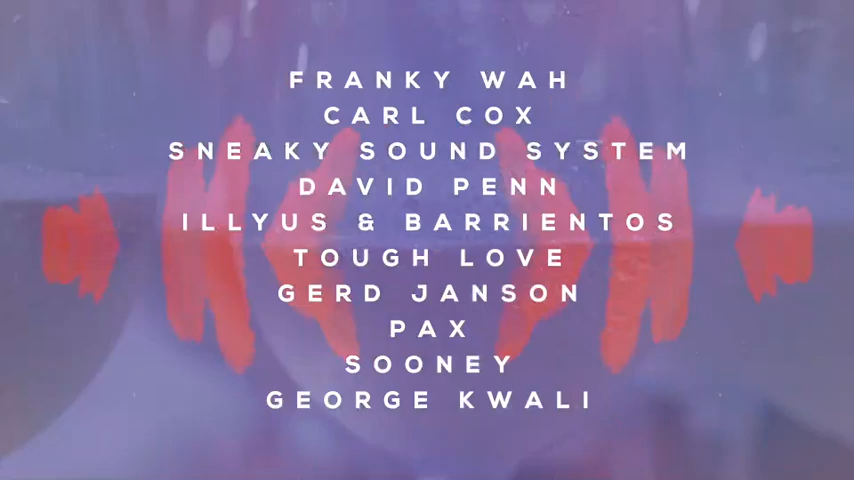 FRANKY WAH
CARL COX
SNEAKY SOUND SYSTEM
DAVID PENN
ILLYUS & BARRIENTOS
TOUGH LOVE
GERD JANSON
PAX
SOONEY
GEORGE KWALI